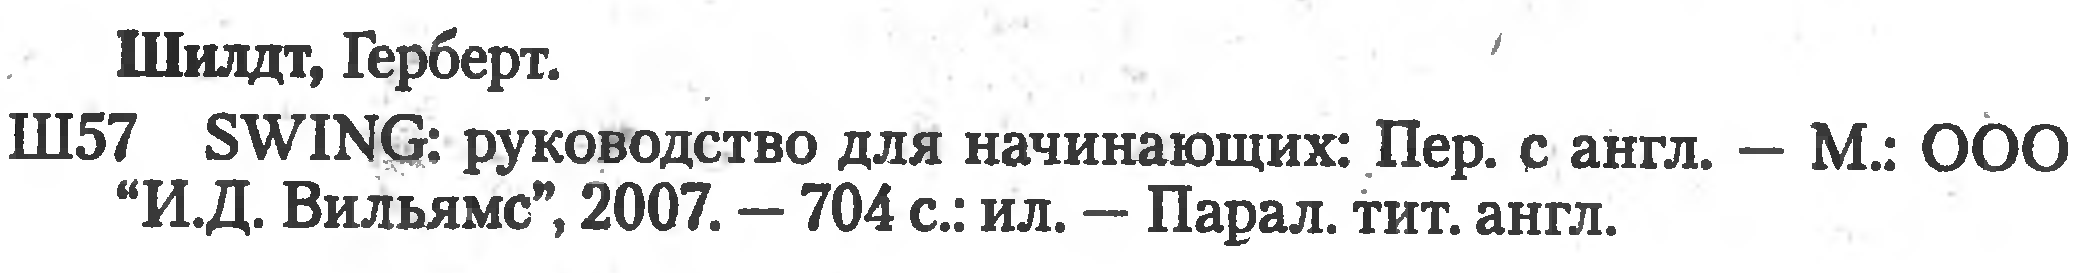 Шилдт, Герберт.
Ш57 SWING: руководство для начинающих: Пер. с англ. — М.: ООО
“И.Д. Вильямс”, 2007. — 704 с.: ил. — Парал. тит. англ.